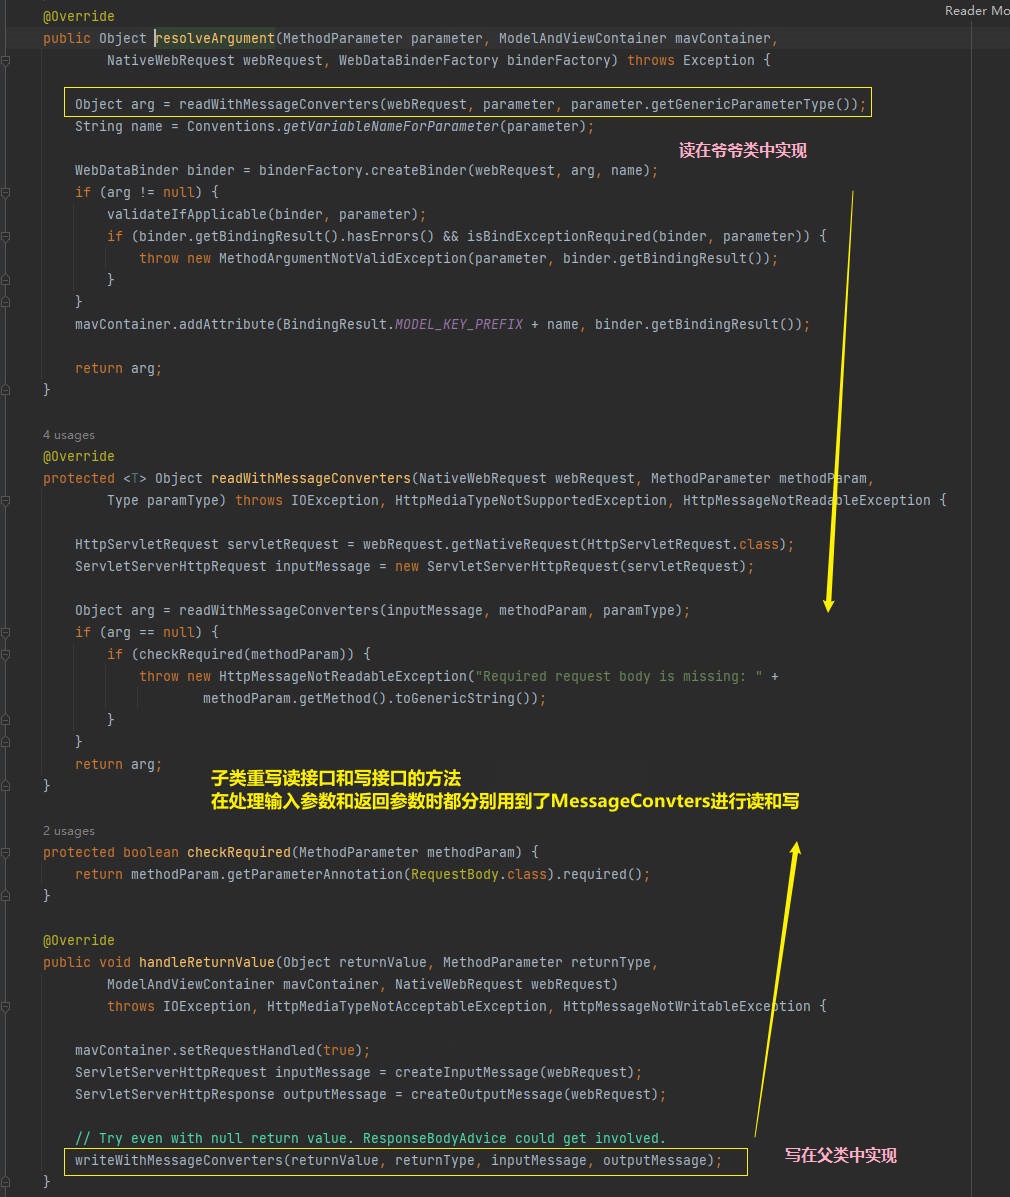 Reader Mo
@Override
public Object resolveArgument(MethodParameter parameter, ModelAndViewContainer mavContainer,
NativeWebRequest webRequest, WebDataBinderFactory binderFactory) throws Exception {
Object arg = readWithMessageConverters(webRequest, parameter, parameter.getGenericParameterType());
String name = Conventions.getVariableNameForParameter(parameter);
读在爷爷类中实现
WebDataBinder binder = binderFactory.createBinder(webRequest, arg, name);
if (arg != null) {
validateIfApplicable(binder, parameter);
if (binder.getBindingResult().hasErrors() && isBindExceptionRequired(binder, parameter)) {
throw new MethodArgumentNotValidException(parameter, binder.getBindingResult());
}
}
mavContainer.addAttribute(BindingResult.MODEL_KEY_PREFIX + name, binder.getBindingResult());
return arg;
}
4 usages
@Override
protected <T> Object readWithMessageConverters(NativeWebRequest webRequest, MethodParameter methodParam,
Type paramType) throws IOException, HttpMediaTypeNotSupportedException, HttpMessageNotReadableException {
HttpServletRequest servletRequest = webRequest.getNativeRequest(HttpServletRequest.class);
ServletServerHttpRequest inputMessage = new ServletServerHttpRequest(servletRequest);
Object arg = readWithMessageConverters(inputMessage, methodParam, paramType);
if (arg == null) {
if (checkRequired(methodParam)) {
throw new HttpMessageNotReadableException("Required request body is missing: " +
methodParam.getMethod().toGenericString());
}
}
return arg;
}
子类重写读接口和写接口的方法
在处理输入参数和返回参数时都分别用到了MessageConvters进行读和写
2 usages
protected boolean checkRequired(MethodParameter methodParam) {
return methodParam.getParameterAnnotation(RequestBody.class).required();
}
@Override
public void handleReturnValue(Object returnValue, MethodParameter returnType,
ModelAndViewContainer mavContainer, NativeWebRequest webRequest)
throws IOException, HttpMediaTypeNotAcceptableException, HttpMessageNotWritableException {
mavContainer.setRequestHandled(true);
ServletServerHttpRequest inputMessage = createInputMessage(webRequest);
ServletServerHttpResponse outputMessage = createOutputMessage(webRequest);
// Try even with null return value. ResponseBodyAdvice could get involved.
writeWithMessageConverters(returnValue, returnType, inputMessage, outputMessage);
写在父类中实现
}